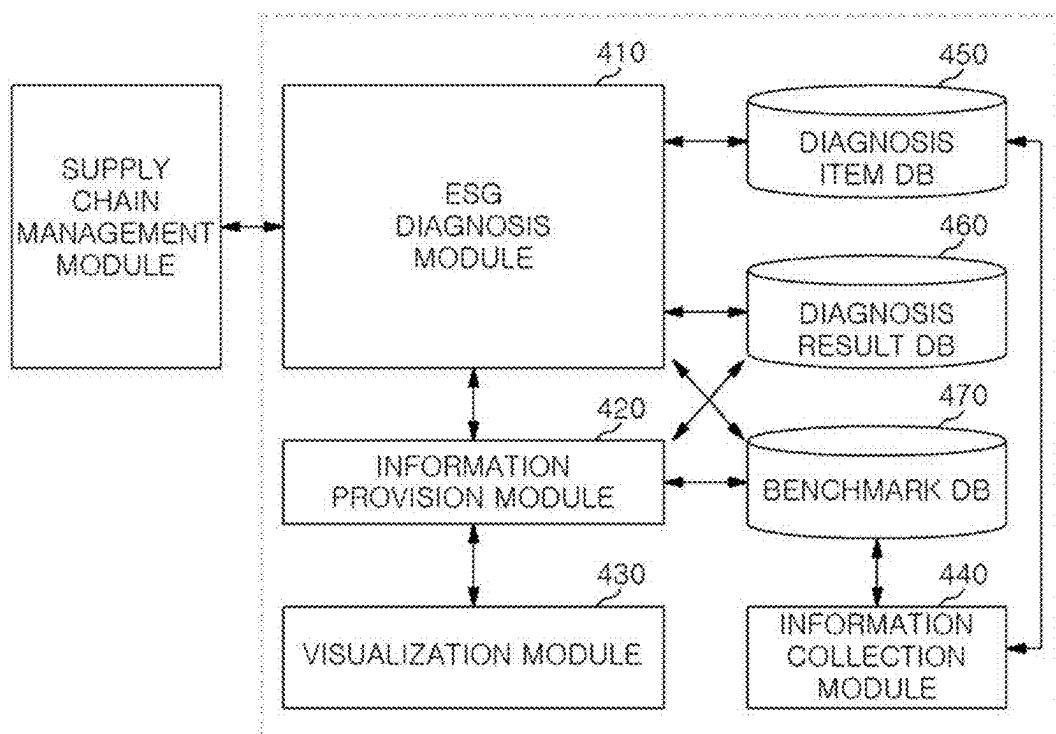 410
450
SUPPLY
CHAIN
MANAGEMENT
MODULE
ESG
DIAGNOSIS
MODULE
DIAGNOSIS
ITEM DB
460
DIAGNOSIS
RESULT DB
420
470
INFORMATION
PROVISION MODULE
BENCHMARK DB
430
440
VISUALIZATION MODULE
INFORMATION
COLLECTION
MODULE